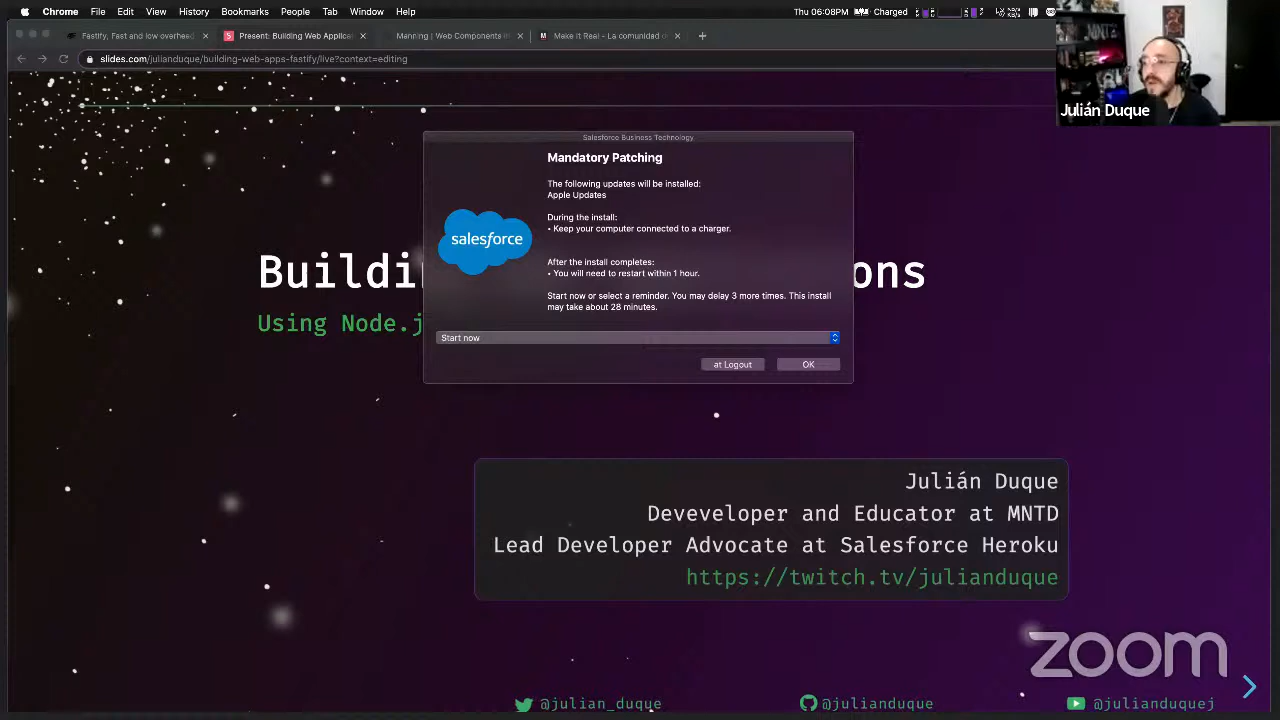 Chrome File Edit View History Bookmarks People Tab Window Help
Thu 06:08PM Charged
Fastify, Fast and low overhead
Present: Building Web Applicat
Manning | Web Components in
Make it Real - La comunidad d
slides.com/julianduque/building-web-apps-fastify/live?context=editing
Julián Duque
Salesforce Business Technology
Mandatory Patching
The following updates will be installed:
Apple Updates
During the install:
• Keep your computer connected to a charger.
salesforce
After the install completes:
• You will need to restart within 1 hour.
Start now or select a reminder. You may delay 3 more times. This install
may take about 28 minutes.
Start now
at Logout OK
Buildi ons
Using Node.j
Julián Duque
Deveveloper and Educator at MNTD
Lead Developer Advocate at Salesforce Heroku
https://twitch.tv/julianduque
zoom
@julian_duque @julianduque @julianduquej